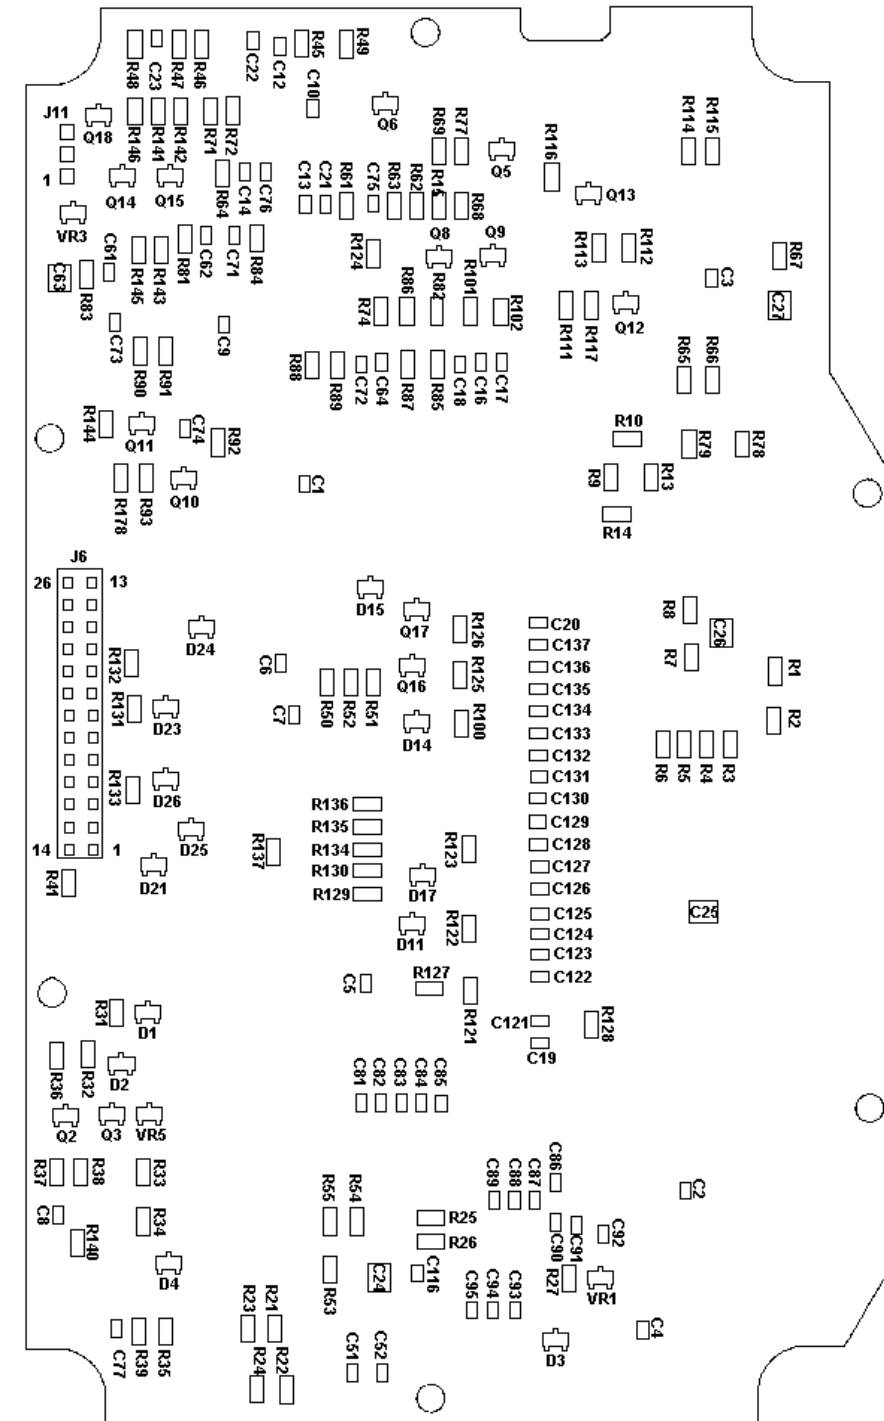 R48
C23
R47
R46
C22
C12
R45
R49
C10
J11
Q18
Q6
R146
R141
R142
R71
R72
R69
R77
Q5
R116
R114
R115
1
Q14
Q15
R64
C14
C76
C13
C21
R61
C75
R63
R62
R15
R68
Q13
VR3
Q8
Q9
C63
R83
C61
R145
R143
R81
C62
C71
R84
R124
R113
R112
C3
R67
C27
R74
R86
R82
R101
R102
R111
R117
Q12
C73
C9
R90
R91
R88
R89
C72
C64
R87
R85
C18
C16
C17
R65
R66
R144
Q11
C74
R92
R10
R79
R78
R178
R93
Q10
C1
R9
R13
R14
J6
26
13
D15
Q17
D24
R126
C20
C137
C136
C135
C134
C133
C132
C131
C130
C129
C128
C127
C126
C125
C124
C123
C122
R8
C26
R7
R1
R2
R132
C6
Q16
R125
R131
D23
C7
R50
R52
R51
D14
R100
R6
R5
R4
R3
R133
D26
R136
R135
R134
R130
R129
D25
R137
R123
14
1
D21
R41
D17
D11
R122
C25
C5
R127
R121
R31
D1
C121
C19
R128
R36
R32
D2
C81
C82
C83
C84
C85
Q2
Q3
VR5
R37
R38
R33
C89
C88
C87
C86
C2
C8
R140
R34
R55
R54
R25
R26
C90
C91
C92
D4
R53
C24
C116
R27
VR1
C95
C94
C93
R23
R21
C77
R39
R35
C4
R24
R22
C51
C52
D3